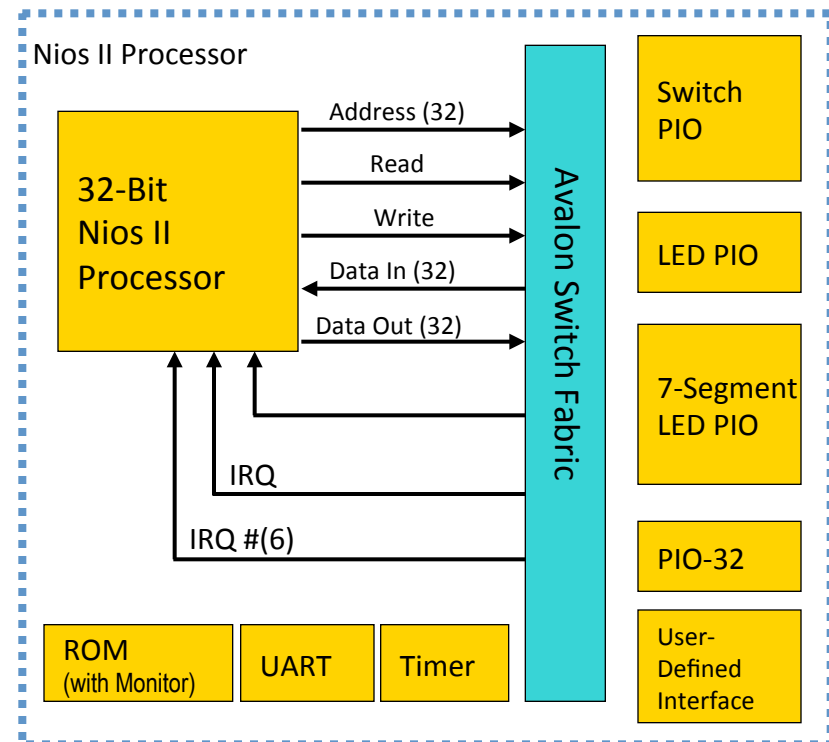 Nios II Processor
32-Bit
Nios II
Processor
Address (32)
Read
Write
Data In (32)
Data Out (32)
IRQ
IRQ #(6)
Avalon Switch Fabric
Switch
PIO
LED PIO
7-Segment
LED PIO
PIO-32
User-
Defined
Interface
ROM
(with Monitor)
UART
Timer